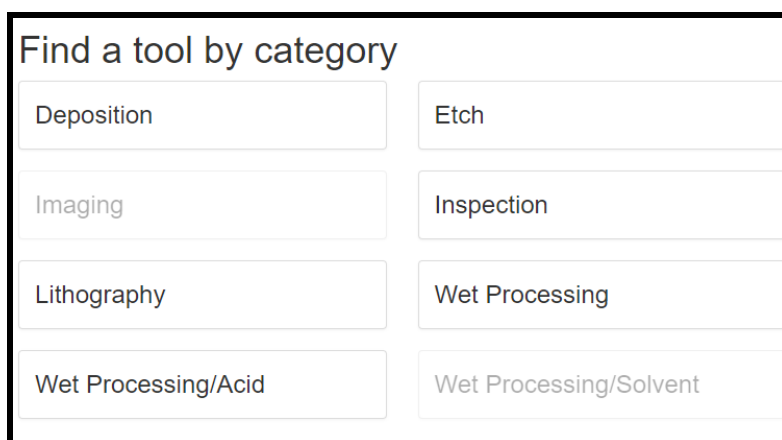 Find a tool by category
Deposition
Etch
Imaging
Inspection
Lithography
Wet Processing
Wet Processing/Acid
Wet Processing/Solvent